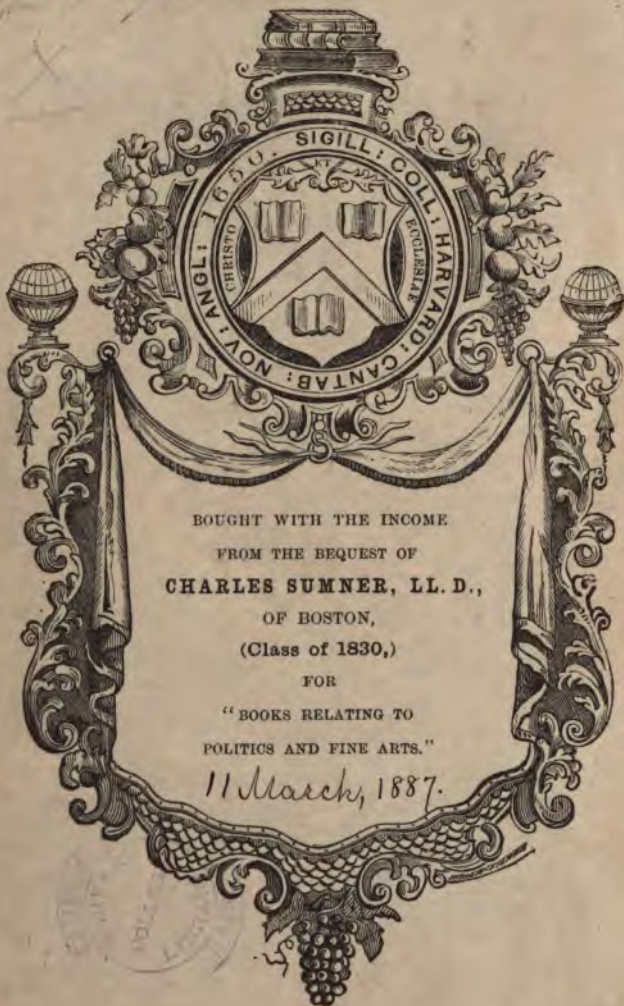 SIGILL: COLL: HARVARD: CANTAB: NOV: ANGL: 1650.
ET
CHRISTO
ECCLESIAE
BOUGHT WITH THE INCOME
FROM THE BEQUEST OF
CHARLES SUMNER, LL. D.,
OF BOSTON,
(Class of 1830,)
FOR
"BOOKS RELATING TO
POLITICS AND FINE ARTS."
11 March, 1887.